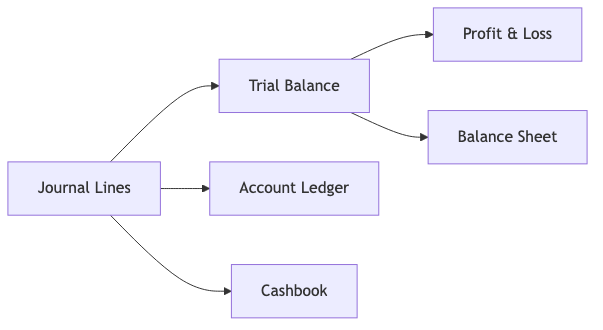 Profit & Loss
Trial Balance
Balance Sheet
Journal Lines
Account Ledger
Cashbook